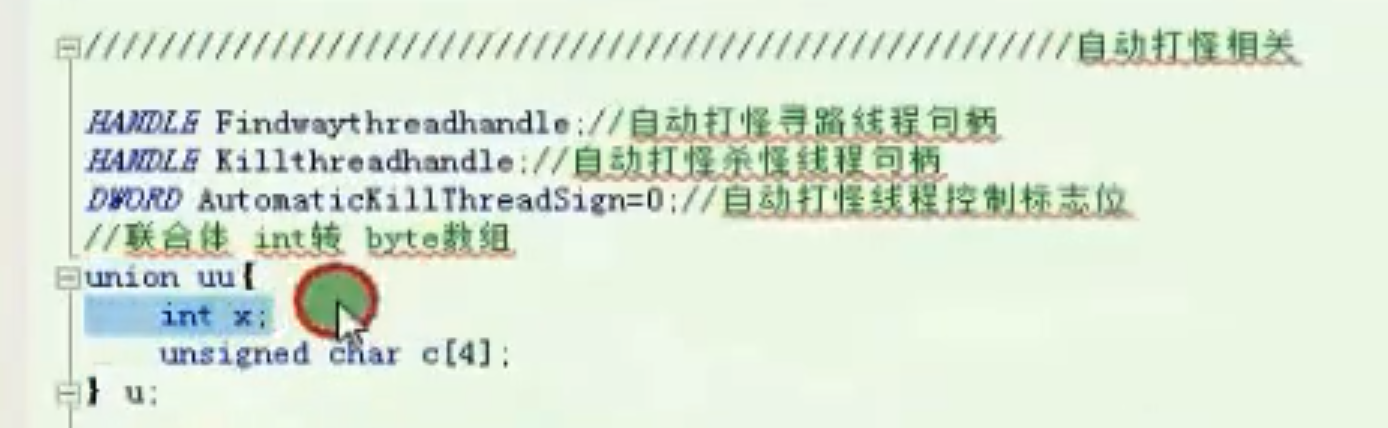 /////////////////////////////////////////////////////自动打怪相关
HANDLE Findwaythreadhandle;//自动打怪寻路线程句柄
HANDLE Killthreadhandle;//自动打怪杀怪线程句柄
DWORD AutomaticKillThreadSign=0;//自动打怪线程控制标志位
//联合体 int转 byte数组
union uu{
int x;
unsigned char c[4];
} u;